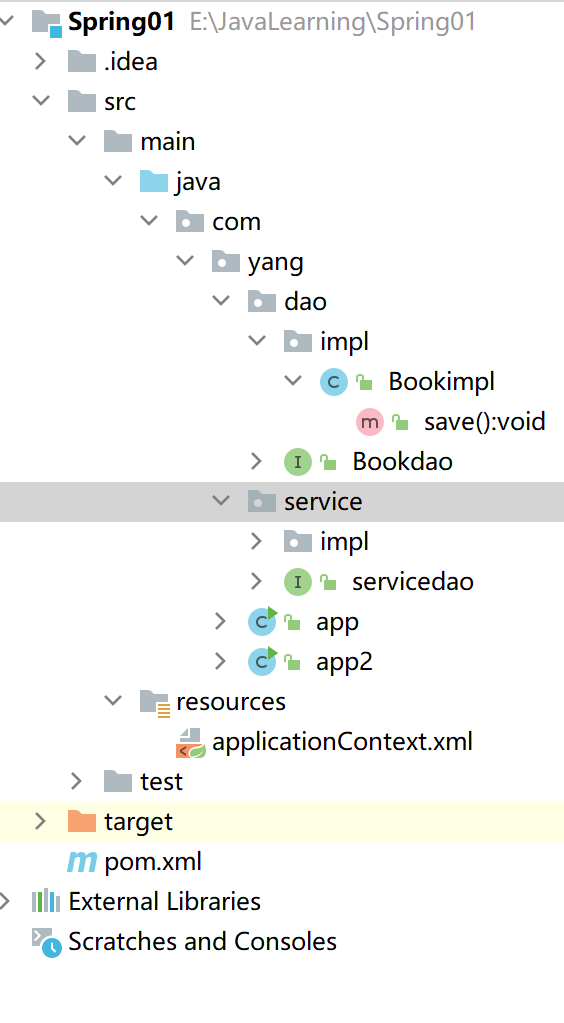 Spring01 E:\JavaLearning\Spring01
.idea
src
main
java
com
yang
dao
impl
C Bookimpl
m save():void
I Bookdao
service
impl
I servicedao
C app
C app2
resources
applicationContext.xml
test
target
m pom.xml
External Libraries
Scratches and Consoles